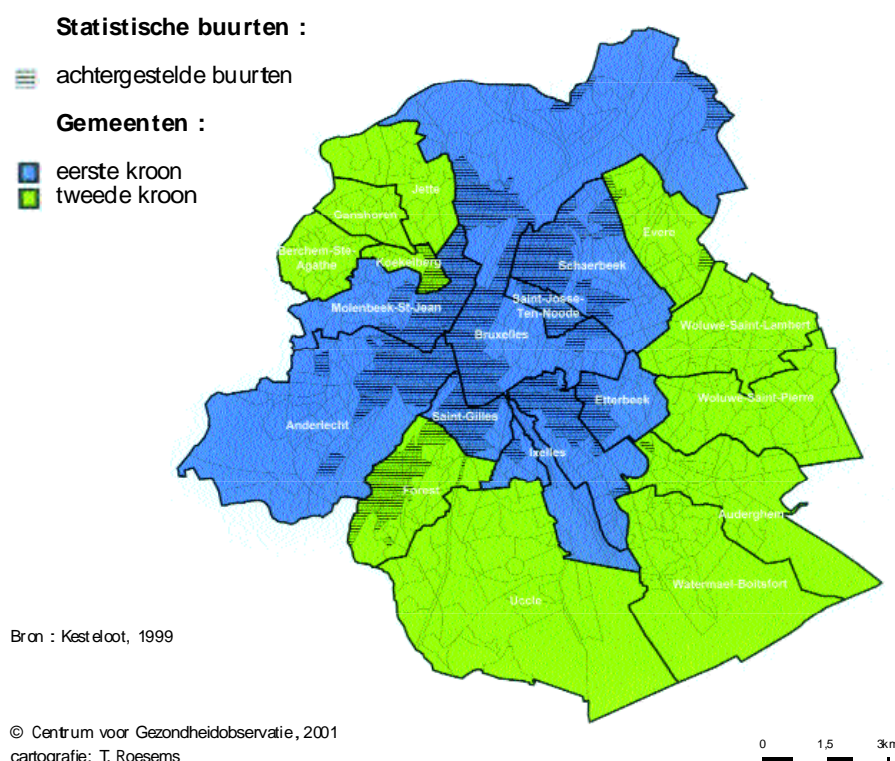 Statistische buurten :
achtergestelde buurten
Gemeenten :
eerste kroon
tweede kroon
Jette
Ganshoren
Berchem-Ste-
Agathe
Koekelberg
Evere
Schaerbeek
Molenbeek-St-Jean
Saint-Josse-
Ten-Noode
Bruxelles
Woluwe-Saint-Lambert
Woluwe-Saint-Pierre
Etterbeek
Saint-Gilles
Anderlecht
Ixelles
Forest
Auderghem
Watermael-Boitsfort
Uccle
Bron : Kesteloot, 1999
© Centrum voor Gezondheidobservatie, 2001
cartografie: T. Roesems
0 1,5 3km